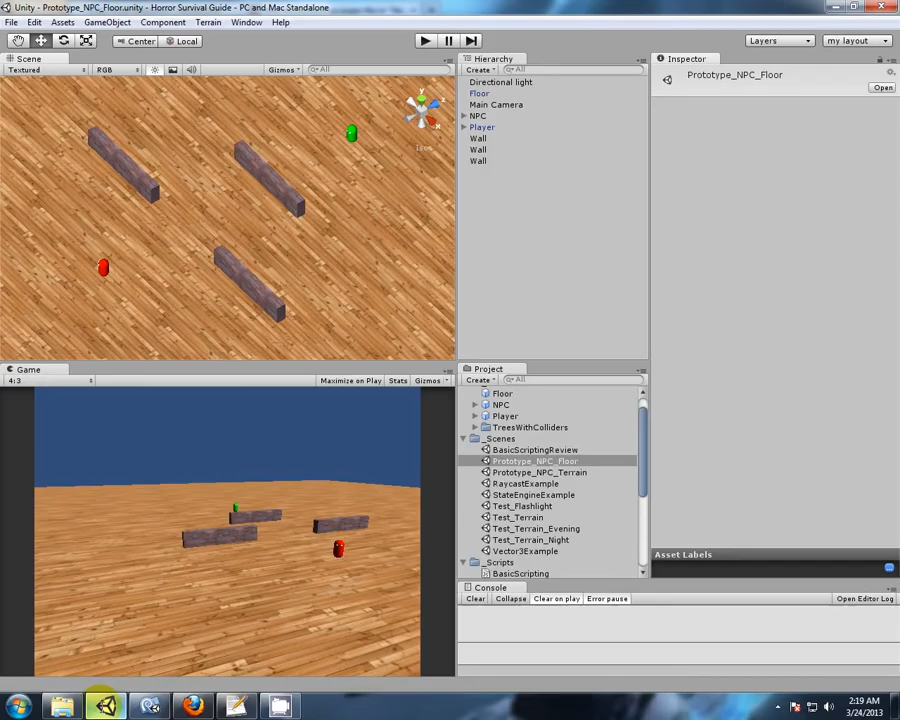 Unity - Prototype_NPC_Floor.unity - Horror Survival Guide - PC and Mac Standalone
File Edit Assets GameObject Component Terrain Window Help
Center Local Layers my layout
Scene
Textured RGB Gizmos All
y
z
x
Iso
Hierarchy
Create All
Directional light
Floor
Main Camera
NPC
Player
Wall
Wall
Wall
Inspector
Prototype_NPC_Floor
Open
Asset Labels
Game
4:3 Maximize on Play Stats Gizmos
Project
Create All
Floor
NPC
Player
TreesWithColliders
_Scenes
BasicScriptingReview
Prototype_NPC_Floor
Prototype_NPC_Terrain
RaycastExample
StateEngineExample
Test_Flashlight
Test_Terrain
Test_Terrain_Evening
Test_Terrain_Night
Vector3Example
_Scripts
BasicScripting
Console
Clear Collapse Clear on play Error pause Open Editor Log
2:19 AM
3/24/2013